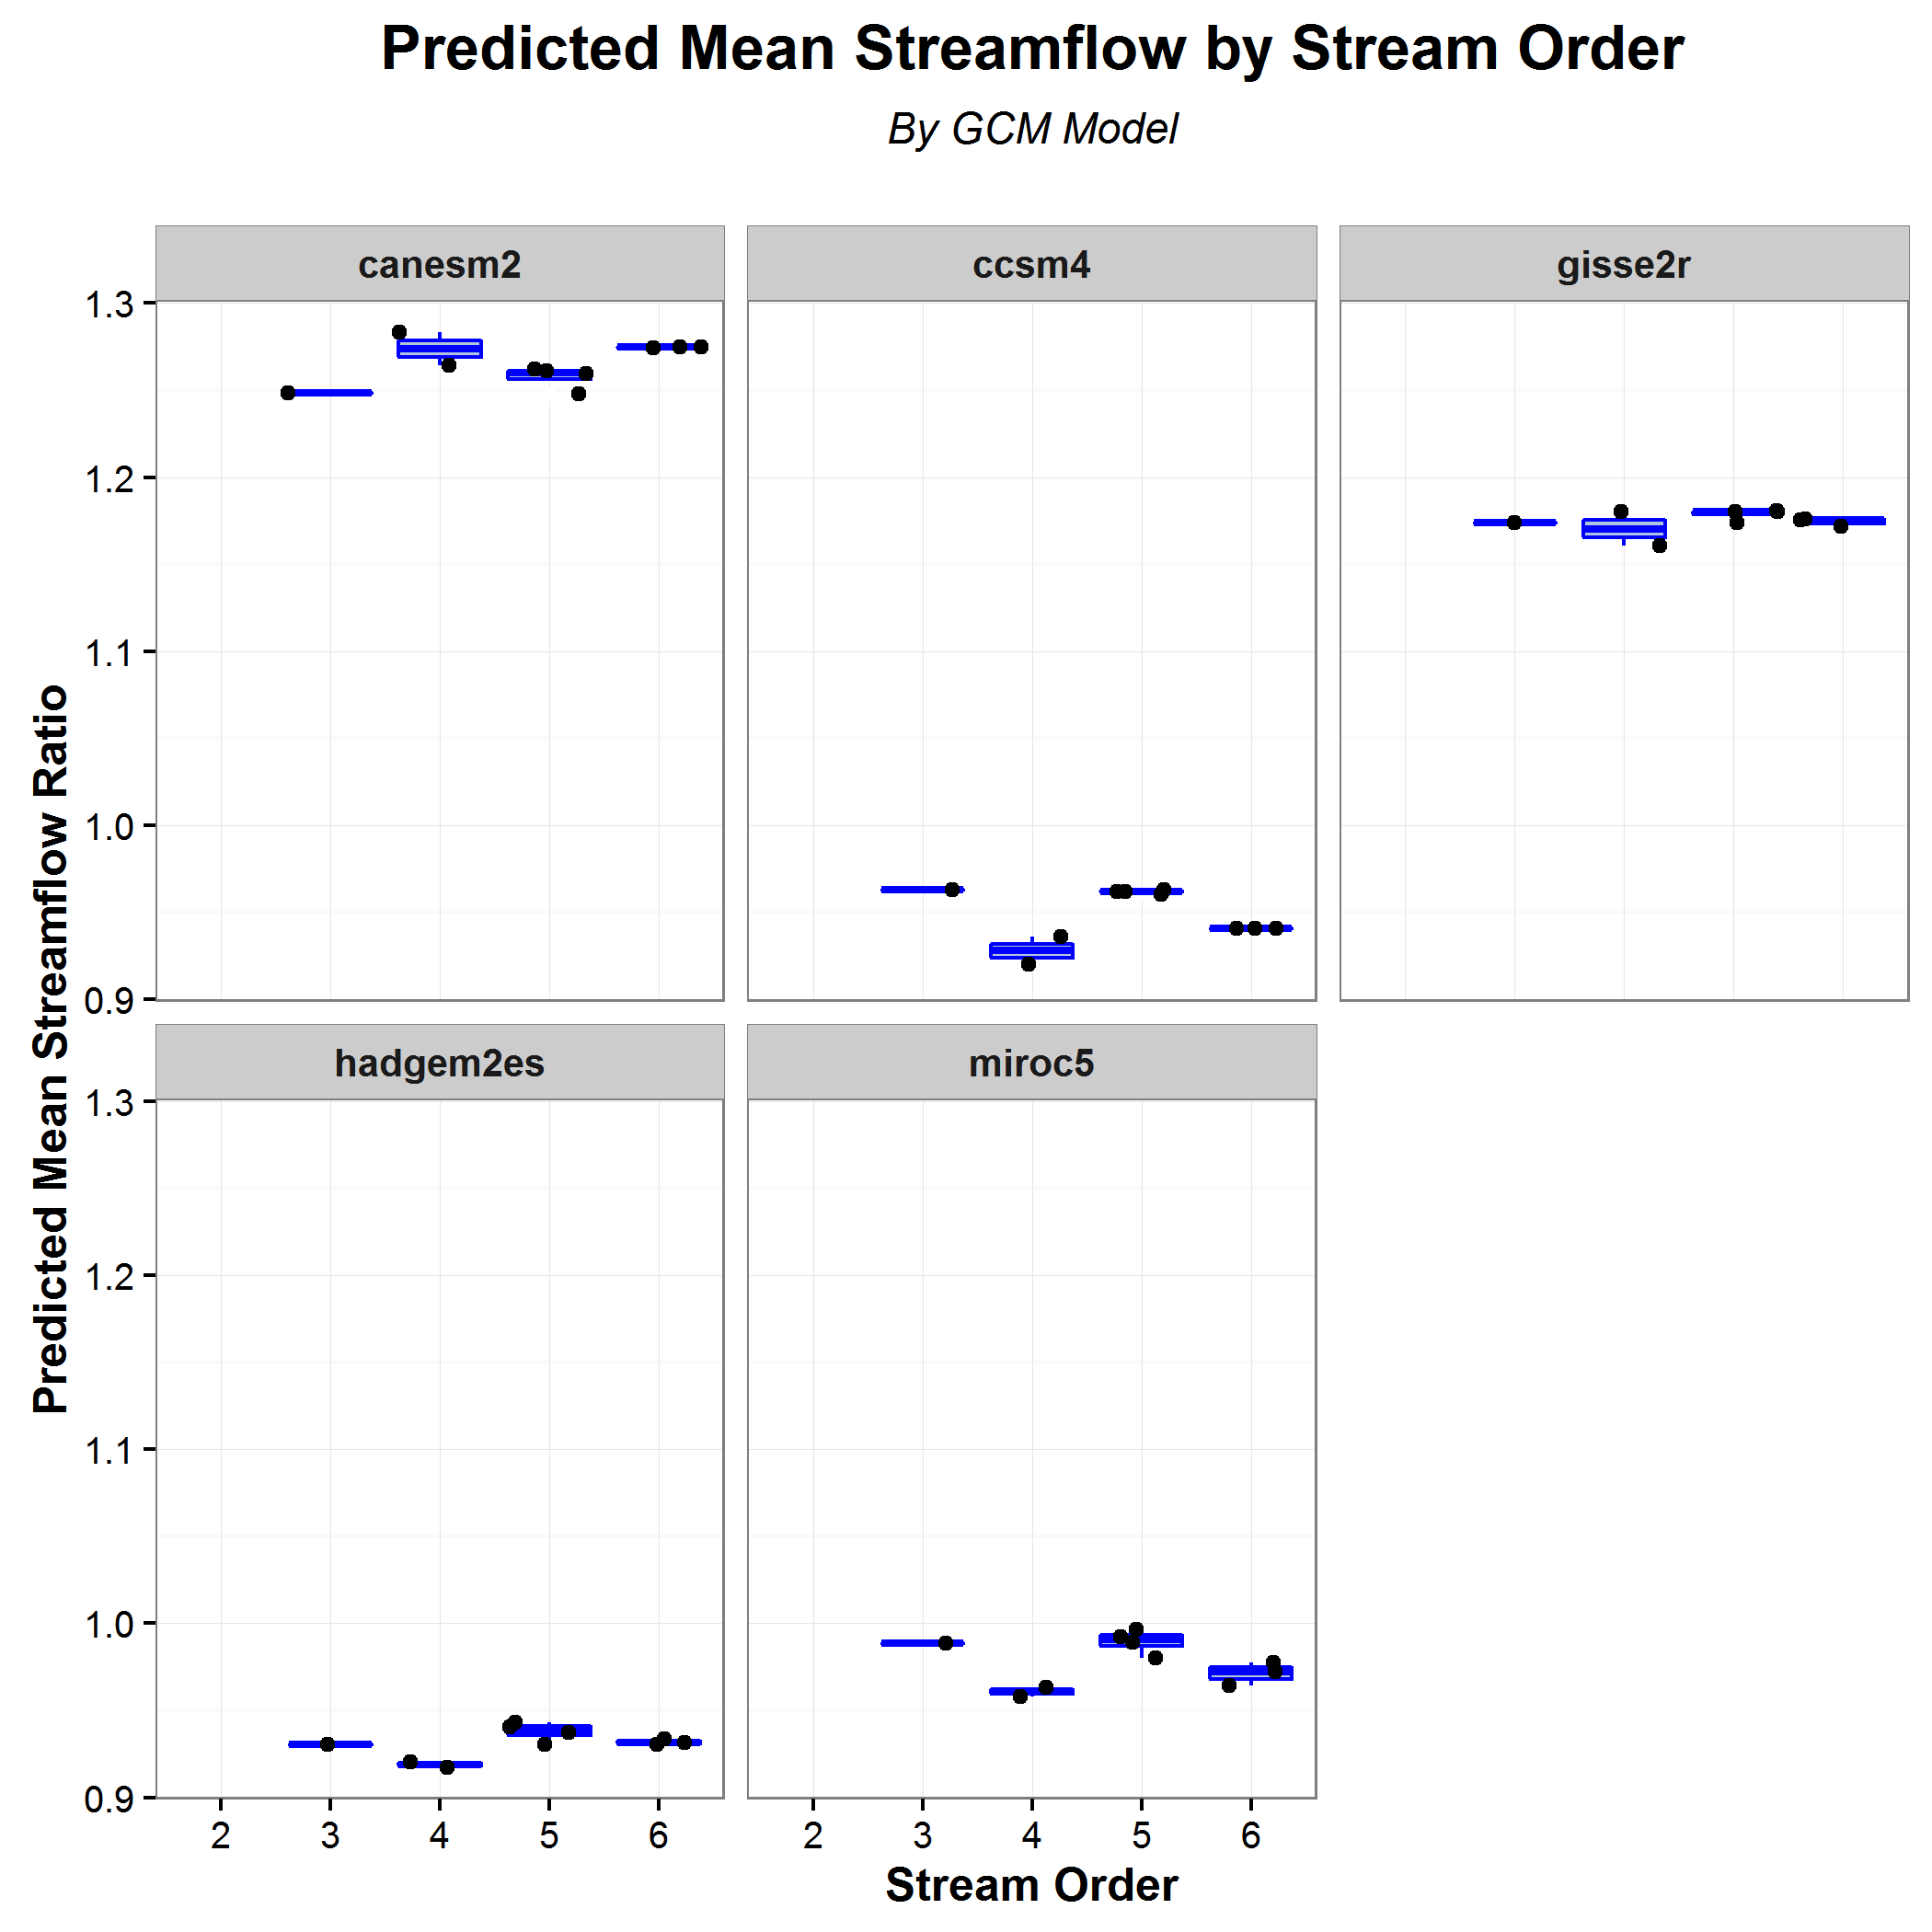 Predicted Mean Streamflow by Stream Order
By GCM Model
canesm2
ccsm4
gisse2r
1.3
1.2
1.1
1.0
0.9
Predicted Mean Streamflow Ratio
hadgem2es
miroc5
1.3
1.2
1.1
1.0
0.9
2 3 4 5 6
2 3 4 5 6
Stream Order